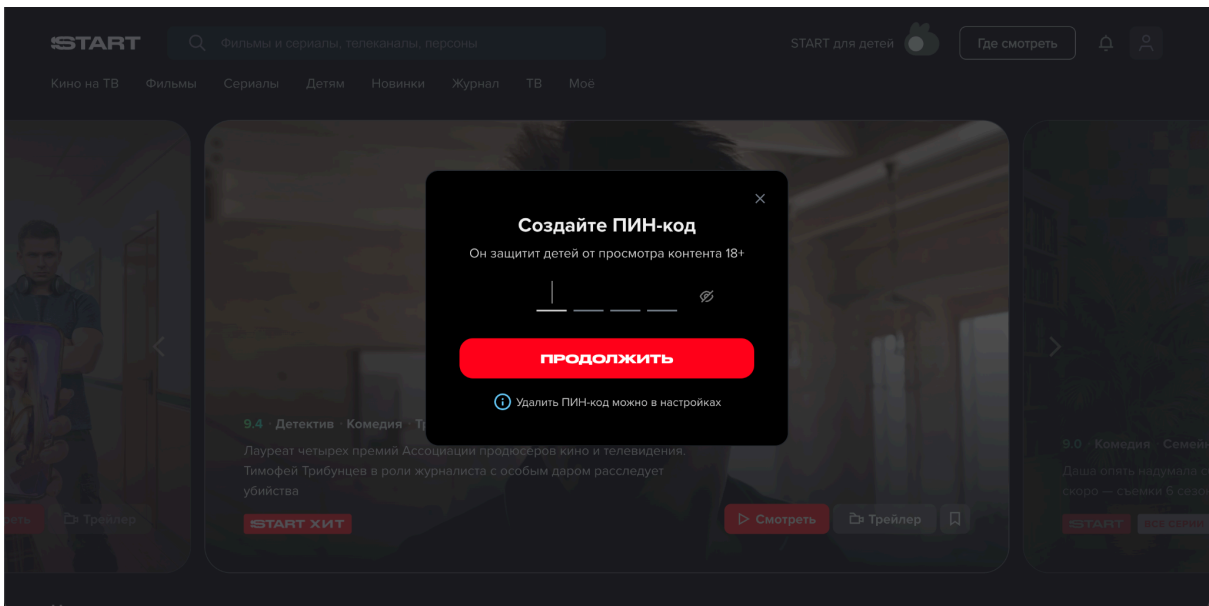 START
Фильмы и сериалы, телеканалы, персоны
START для детей
Где смотреть
Кино на ТВ Фильмы Сериалы Детям Новинки Журнал ТВ Моё
Создайте ПИН-код
Он защитит детей от просмотра контента 18+
ПРОДОЛЖИТЬ
Удалить ПИН-код можно в настройках
9.4 · Детектив · Комедия
Лауреат четырех премий Ассоциации продюсеров кино и телевидения.
Тимофей Трибунцев в роли журналиста с особым даром расследует
убийства
START ХИТ
Смотреть
Трейлер
Трейлер
9.0 · Комедия
Даша опять надумала
скоро — съемки 6
START
ВСЕ СЕРИИ